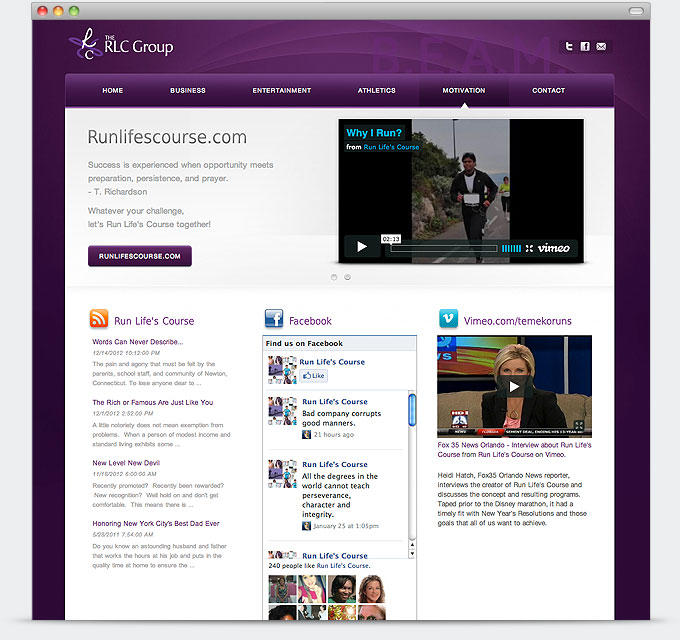 THE
RLC Group
B.E.A.M.
HOME BUSINESS ENTERTAINMENT ATHLETICS MOTIVATION CONTACT
Runlifescourse.com
Success is experienced when opportunity meets
preparation, persistence, and prayer.
- T. Richardson
Whatever your challenge,
let's Run Life's Course together!
RUNLIFESCOURSE.COM
Why I Run?
from Run Life's Course
02:13
vimeo
Run Life's Course
Words Can Never Describe...
12/14/2012 10:12:00 PM
The pain and agony that must be felt by the
parents, school staff, and community of Newton,
Connecticut. To lose anyone dear to ...
The Rich or Famous Are Just Like You
12/1/2012 2:52:00 PM
A little notoriety does not mean exemption from
problems. When a person of modest income and
standard living exhibits some ...
New Level New Devil
11/16/2012 6:00:00 AM
Recently promoted? Recently been rewarded?
New recognition? Well hold on and don't get
comfortable. This means there is ...
Honoring New York City's Best Dad Ever
5/28/2011 7:54:00 AM
Do you know an astounding husband and father
that works the hours at his job and puts in the
quality time at home to ensure the ...
Facebook
Find us on Facebook
Run Life's Course
Like
Run Life's Course
Bad company corrupts
good manners.
21 hours ago
Run Life's Course
All the degrees in the
world cannot teach
perseverance,
character and
integrity.
January 25 at 1:05pm
Run Life's Course
240 people like Run Life's Course.
Vimeo.com/temekoruns
NEWS
FLORIDA
SEMENT DEAL, ENDING HIS 13-YEAR
Fox 35 News Orlando - Interview about Run Life's
Course from Run Life's Course on Vimeo.
Heidi Hatch, Fox35 Orlando News reporter,
interviews the creator of Run Life's Course and
discusses the concept and resulting programs.
Taped prior to the Disney marathon, it had a
timely fit with New Year's Resolutions and those
goals that all of us want to achieve.